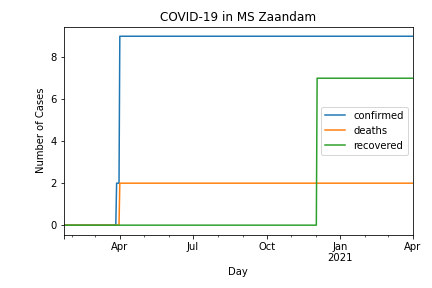 COVID-19 in MS Zaandam
Number of Cases
8
6
4
2
0
confirmed
deaths
recovered
Apr
Jul
Oct
Jan
2021
Apr
Day